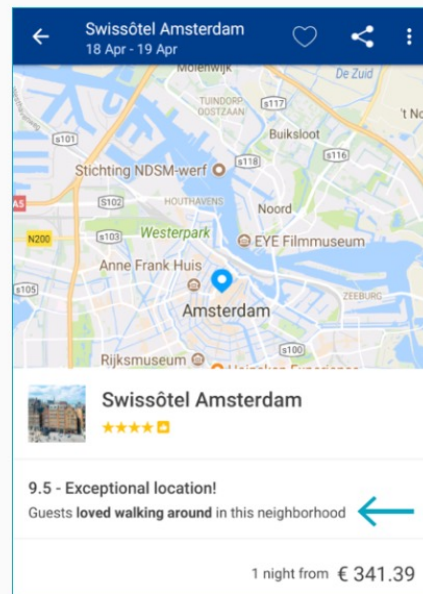 Swissôtel Amsterdam
18 Apr - 19 Apr
Molenwijk
De Zuid
TUINDORP
OOSTZAAN
s117
't No
Buiksloot
s101
s118
s116
Stichting NDSM-werf
A5
S102
HOUTHAVENS
Noord
N200
s103
Westerpark
EYE Filmmuseum
Anne Frank Huis
s105
ZEEBURG
Amsterdam
s100
Rijksmuseum
Heineken Experience
Swissôtel Amsterdam
9.5 - Exceptional location!
Guests loved walking around in this neighborhood
1 night from € 341.39